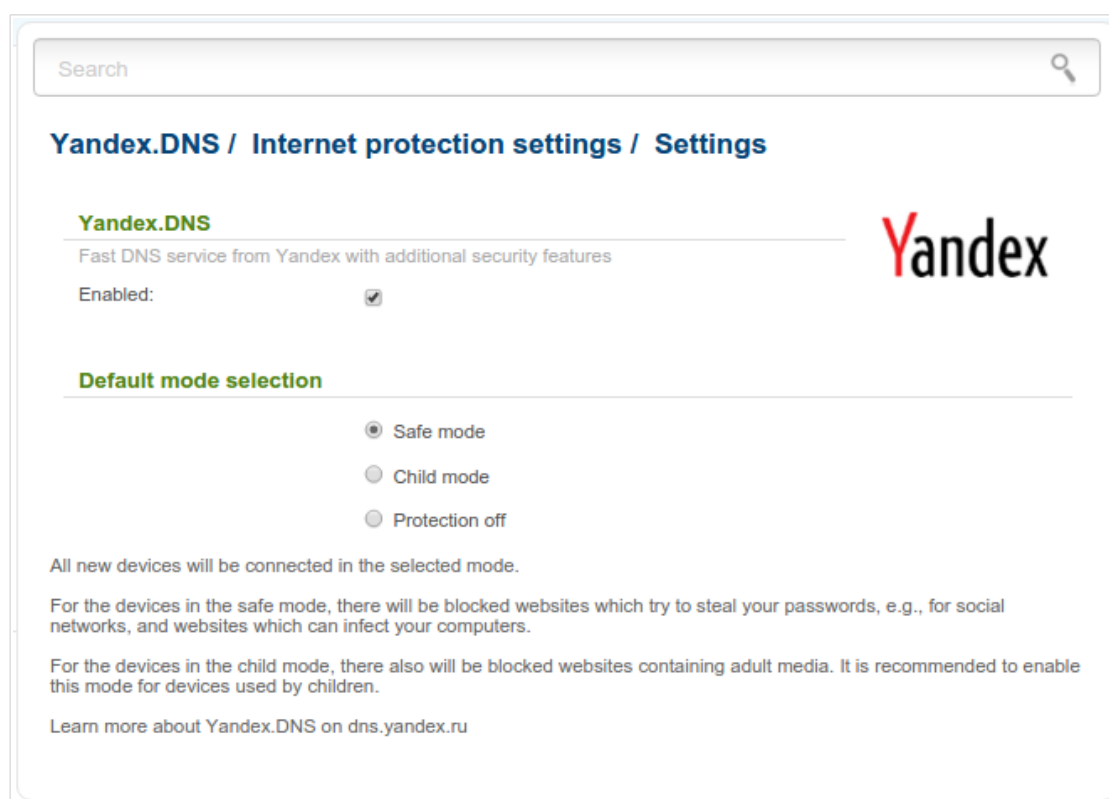 Search
Yandex.DNS / Internet protection settings / Settings
Yandex.DNS
Yandex
Fast DNS service from Yandex with additional security features
Enabled:
Default mode selection
Safe mode
Child mode
Protection off
All new devices will be connected in the selected mode.
For the devices in the safe mode, there will be blocked websites which try to steal your passwords, e.g., for social
networks, and websites which can infect your computers.
For the devices in the child mode, there also will be blocked websites containing adult media. It is recommended to enable
this mode for devices used by children.
Learn more about Yandex.DNS on dns.yandex.ru